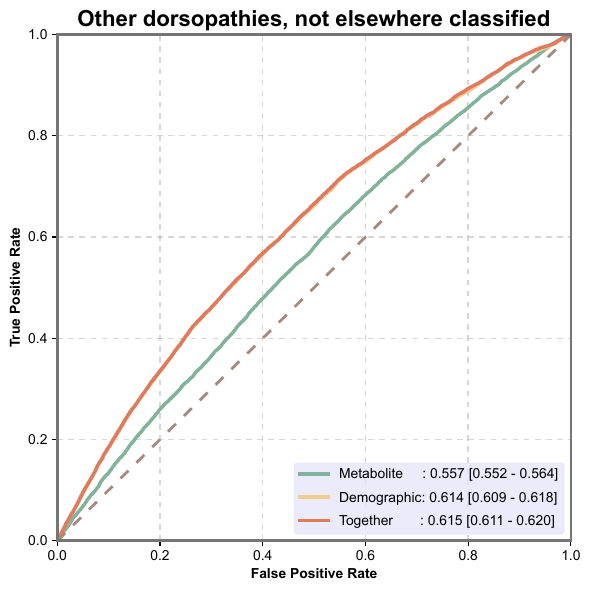 Other dorsopathies, not elsewhere classified
1.0
0.8
0.6
0.4
0.2
0.0
True Positive Rate
Metabolite : 0.557 [0.552 - 0.564]
Demographic: 0.614 [0.609 - 0.618]
Together : 0.615 [0.611 - 0.620]
0.0 0.2 0.4 0.6 0.8 1.0
False Positive Rate